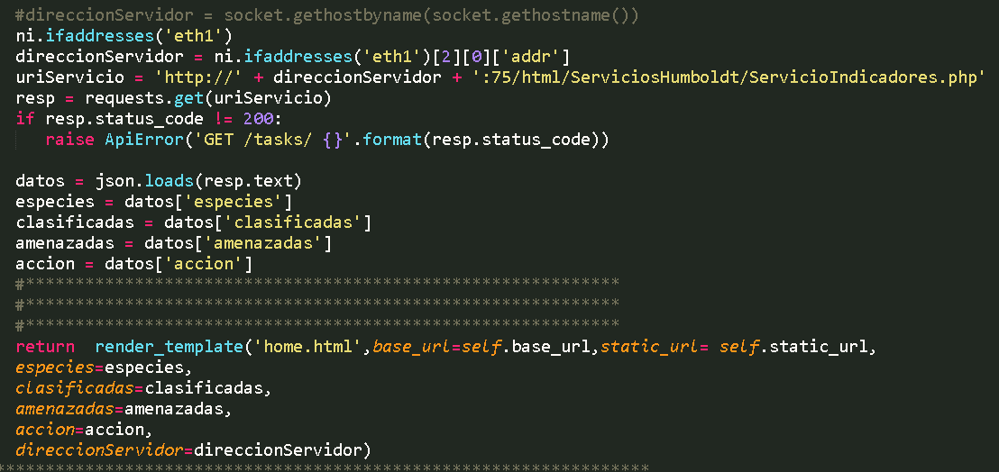 #direccionServidor = socket.gethostbyname(socket.gethostname())
ni.ifaddresses('eth1')
direccionServidor = ni.ifaddresses('eth1')[2][0]['addr']
uriServicio = 'http://' + direccionServidor + ':75/html/ServiciosHumboldt/ServicioIndicadores.php'
resp = requests.get(uriServicio)
if resp.status_code != 200:
   raise ApiError('GET /tasks/ {}'.format(resp.status_code))

datos = json.loads(resp.text)
especies = datos['especies']
clasificadas = datos['clasificadas']
amenazadas = datos['amenazadas']
accion = datos['accion']
#************************************************************
#************************************************************
#************************************************************
return  render_template('home.html',base_url=self.base_url,static_url= self.static_url,
especies=especies,
clasificadas=clasificadas,
amenazadas=amenazadas,
accion=accion,
direccionServidor=direccionServidor)
******************************************************************